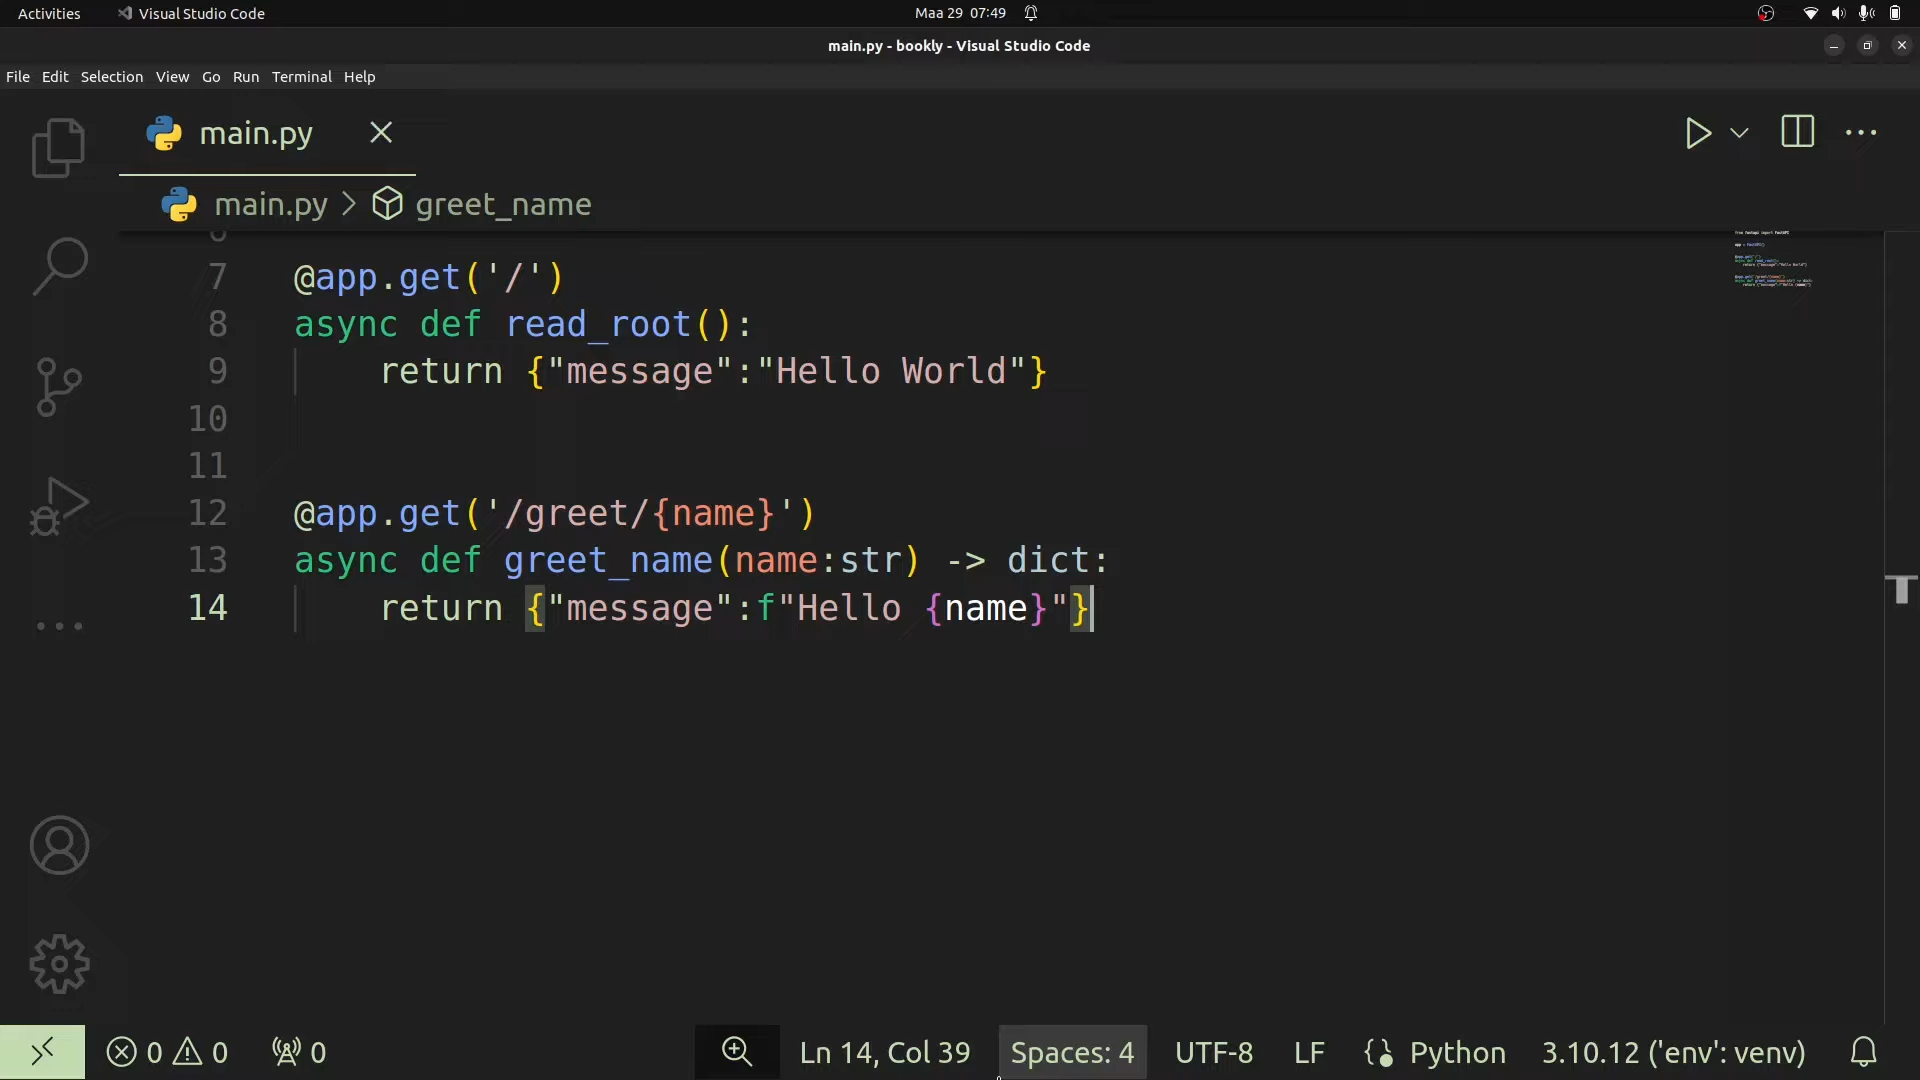 Activities Visual Studio Code Maa 29 07:49
main.py - bookly - Visual Studio Code
File Edit Selection View Go Run Terminal Help
main.py
main.py > greet_name
6
7 @app.get('/')
8 async def read_root():
9 return {"message":"Hello World"}
10
11
12 @app.get('/greet/{name}')
13 async def greet_name(name:str) -> dict:
14 return {"message":f"Hello {name}"}
0 0 0 Ln 14, Col 39 Spaces: 4 UTF-8 LF Python 3.10.12 ('env': venv)